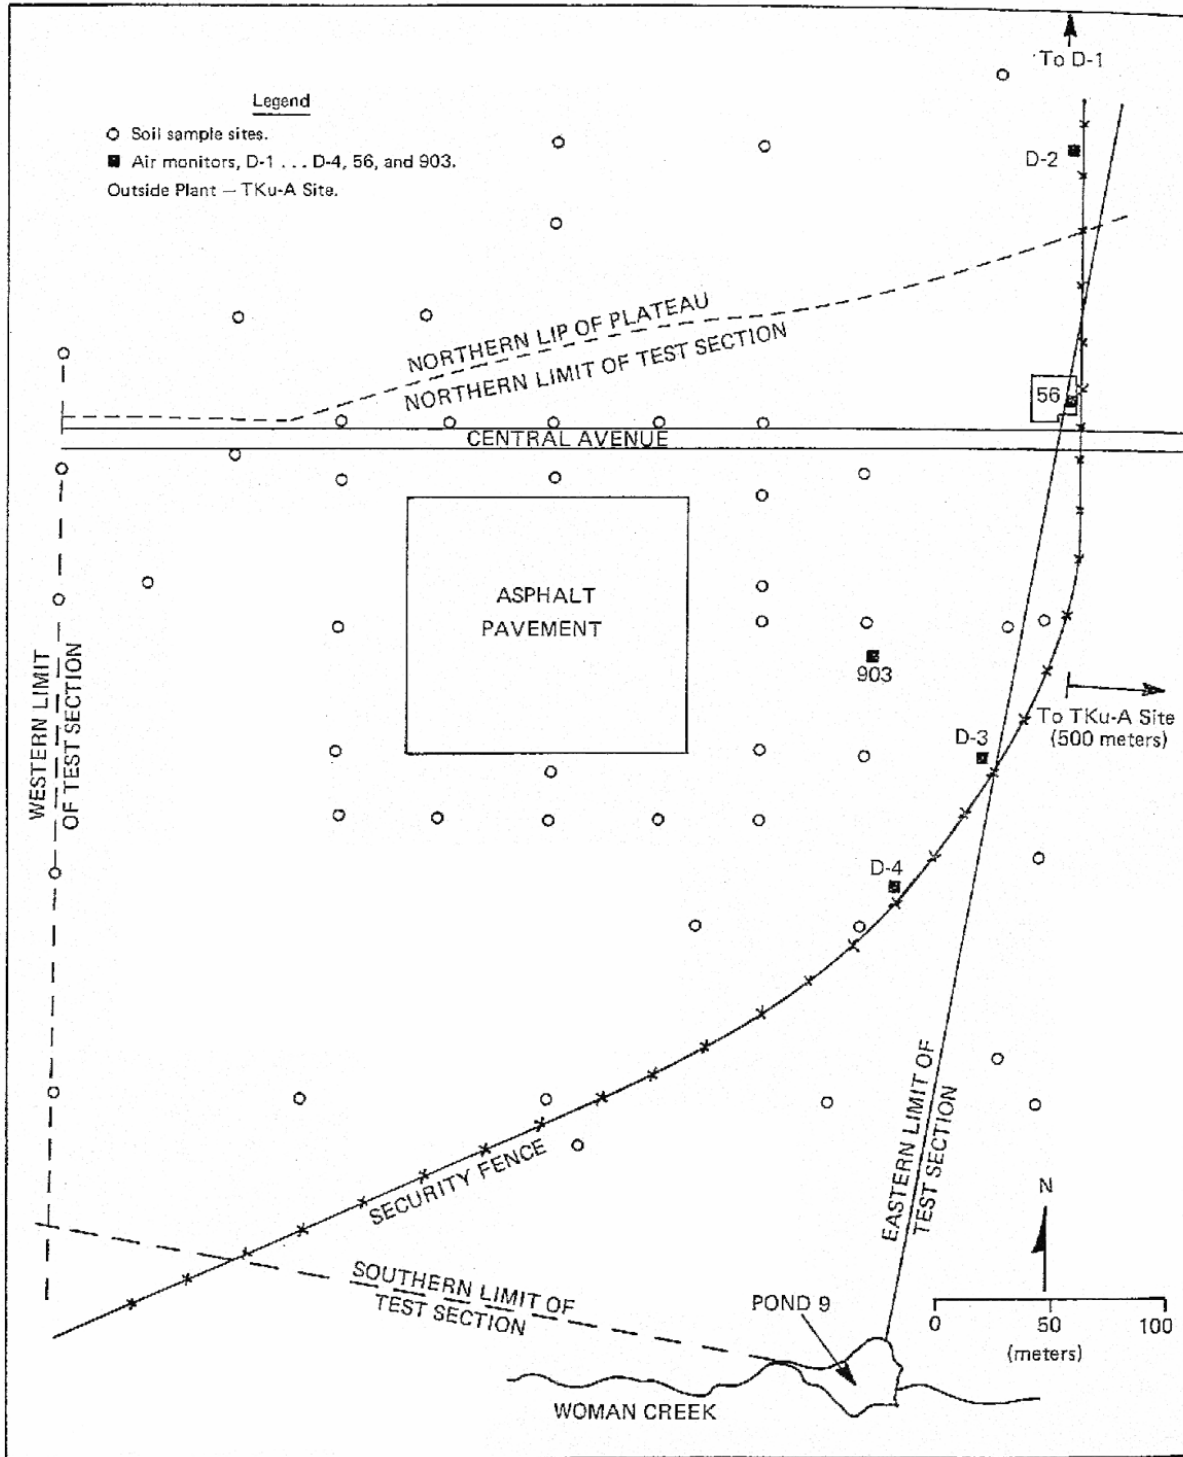 To D-1
Legend
Soil sample sites.
Air monitors, D-1 . . . D-4, 56, and 903.
Outside Plant — TKu-A Site.
D-2
NORTHERN LIP OF PLATEAU
NORTHERN LIMIT OF TEST SECTION
56
CENTRAL AVENUE
ASPHALT
PAVEMENT
903
WESTERN LIMIT
OF TEST SECTION
To TKu-A Site
(500 meters)
D-3
D-4
EASTERN LIMIT OF
TEST SECTION
SECURITY FENCE
N
SOUTHERN LIMIT OF
TEST SECTION
POND 9
0 50 100
(meters)
WOMAN CREEK